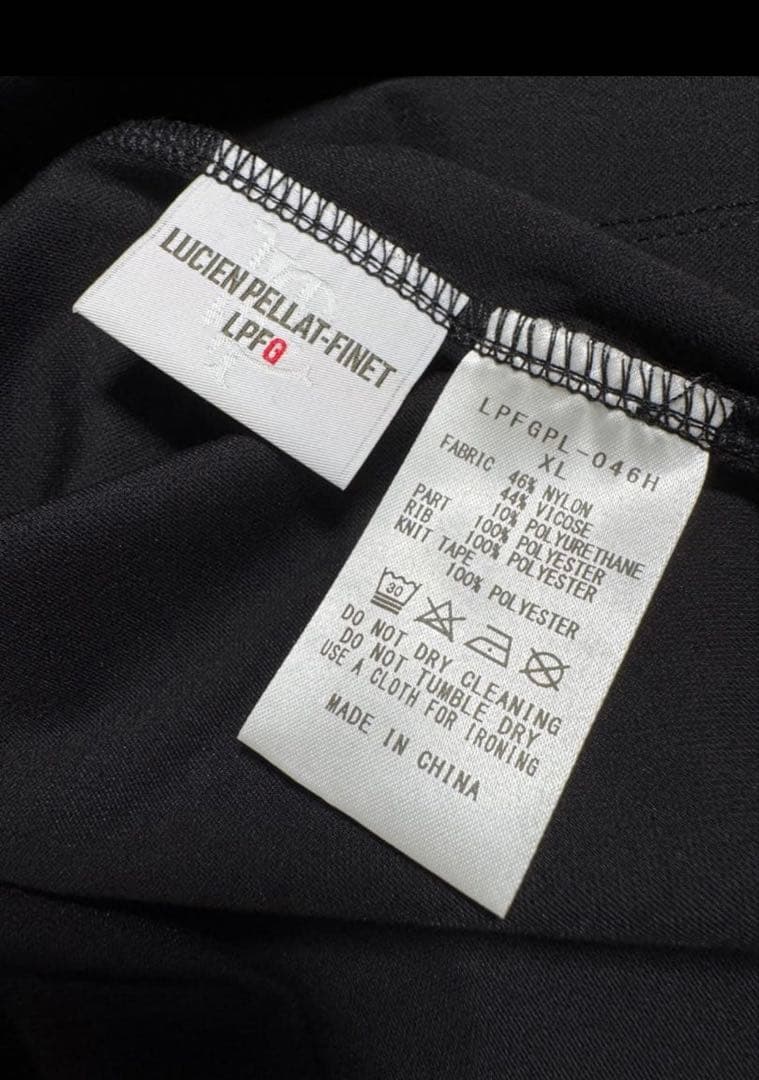 LUCIEN PELLAT-FINET
LPFG
LPFGPL-046H
XL
FABRIC 46% NYLON
44% VICOSE
10% POLYURETHANE
PART 100% POLYESTER
RIB 100% POLYESTER
KNIT TAPE
100% POLYESTER
30
DO NOT DRY CLEANING
DO NOT TUMBLE DRY
USE A CLOTH FOR IRONING
MADE IN CHINA